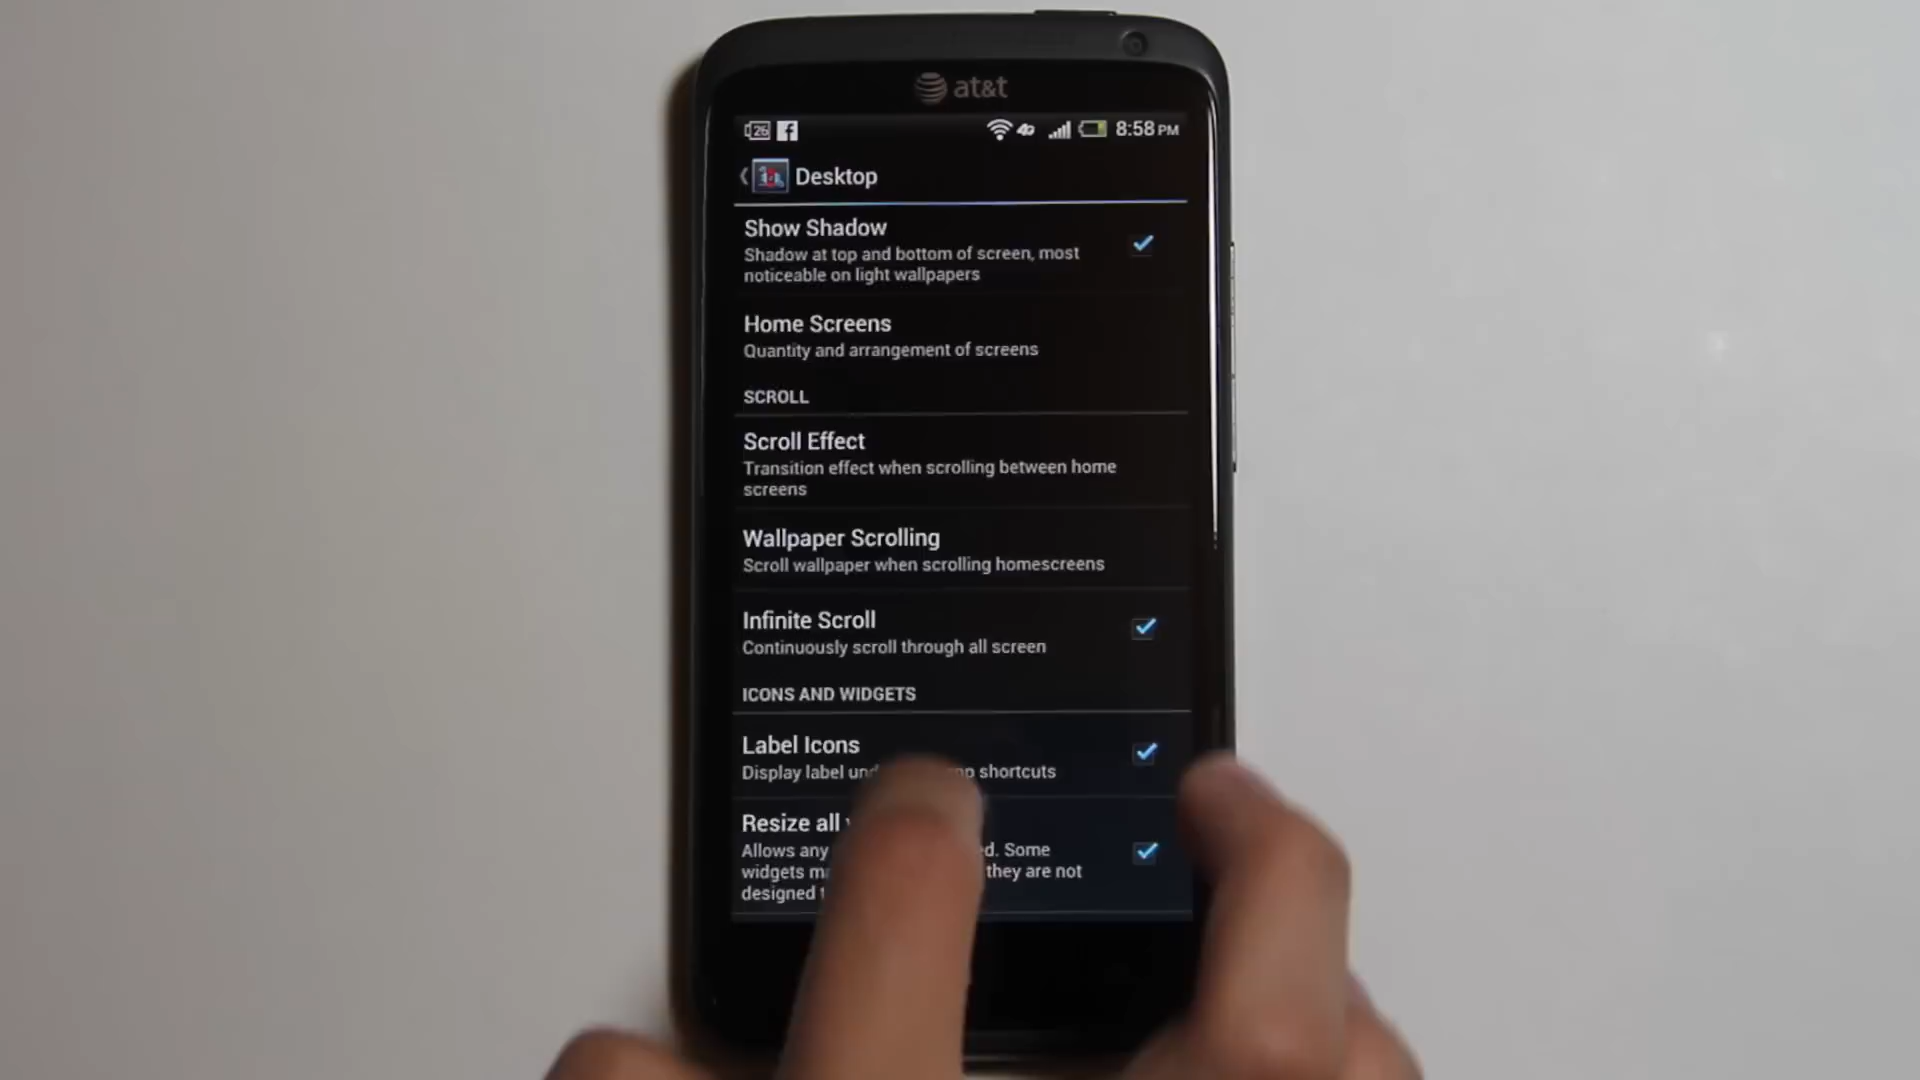 at&t
26 f 4G 8:58 PM
Desktop
Show Shadow
Shadow at top and bottom of screen, most
noticeable on light wallpapers
Home Screens
Quantity and arrangement of screens
SCROLL
Scroll Effect
Transition effect when scrolling between home
screens
Wallpaper Scrolling
Scroll wallpaper when scrolling homescreens
Infinite Scroll
Continuously scroll through all screen
ICONS AND WIDGETS
Label Icons
Display label shortcuts
Resize all
Allows any Some
widgets they are not
designed